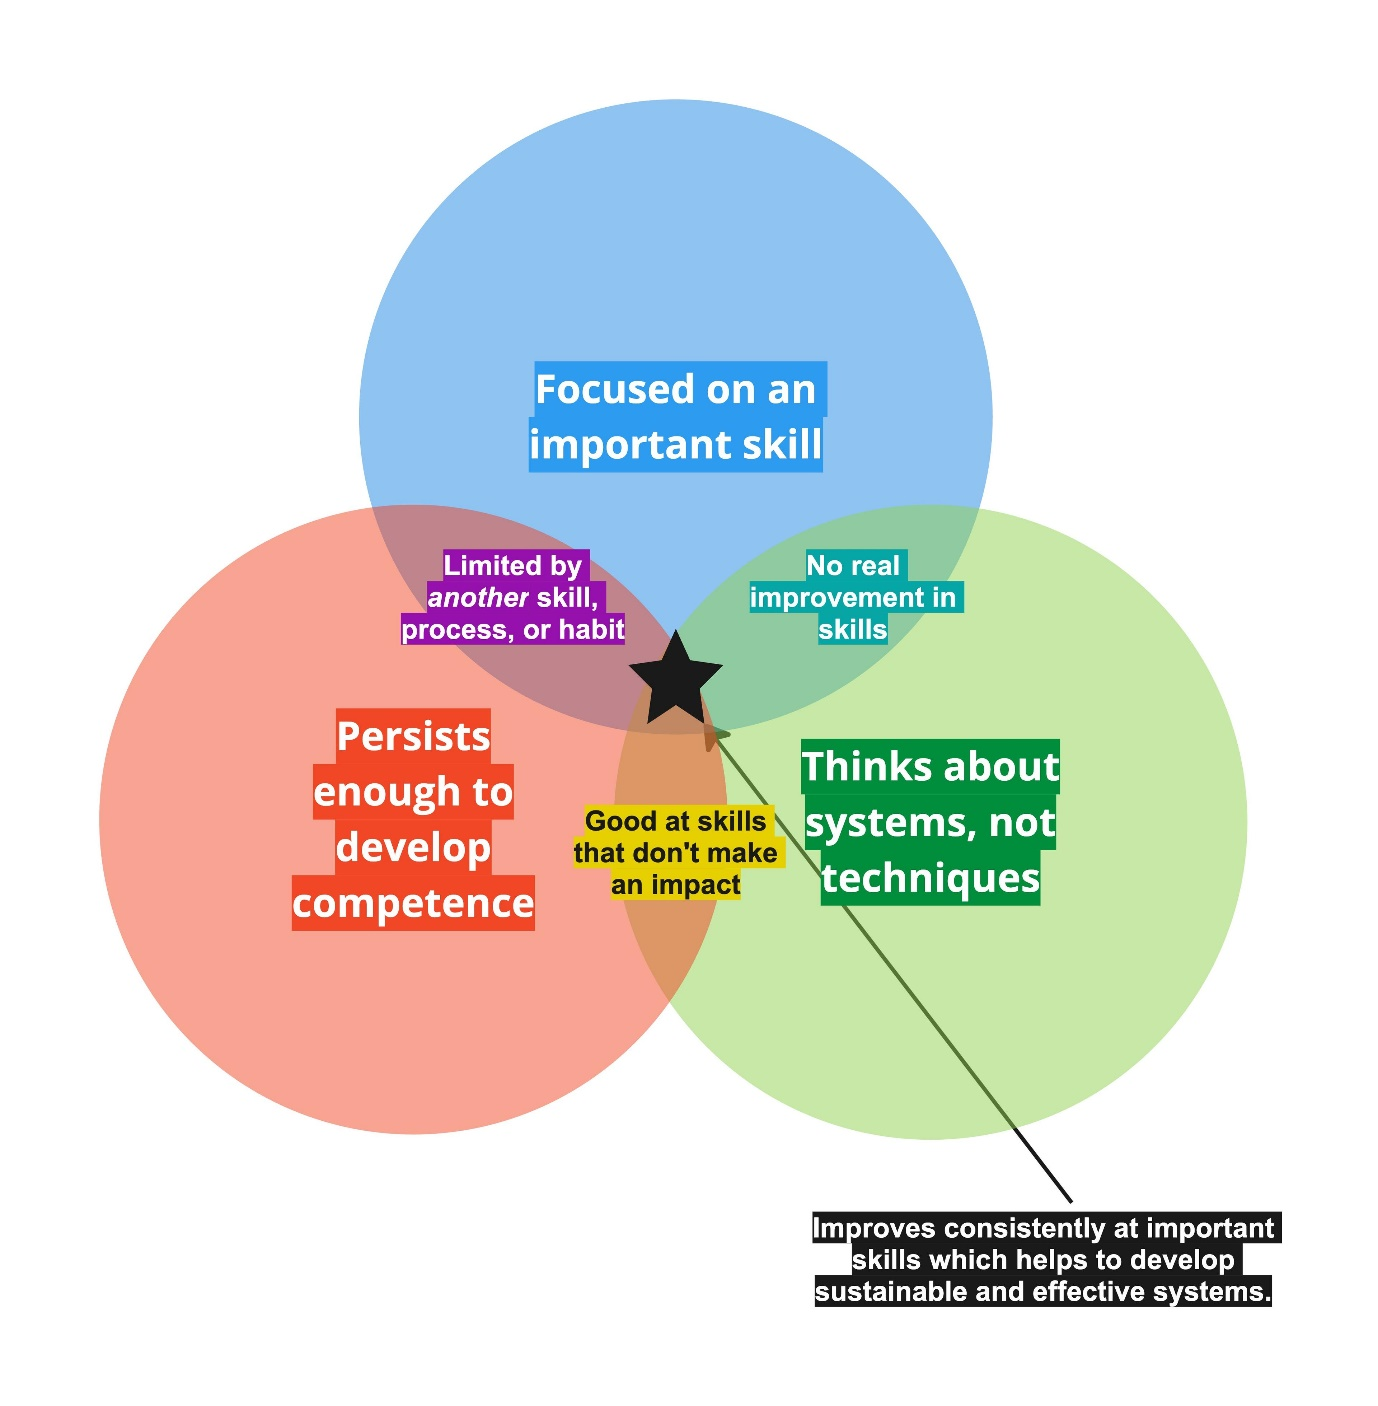 Focused on an
important skill
Limited by
another skill,
process, or habit
No real
improvement in
skills
Persists
enough to
develop
competence
Thinks about
systems, not
techniques
Good at skills
that don't make
an impact
Improves consistently at important
skills which helps to develop
sustainable and effective systems.